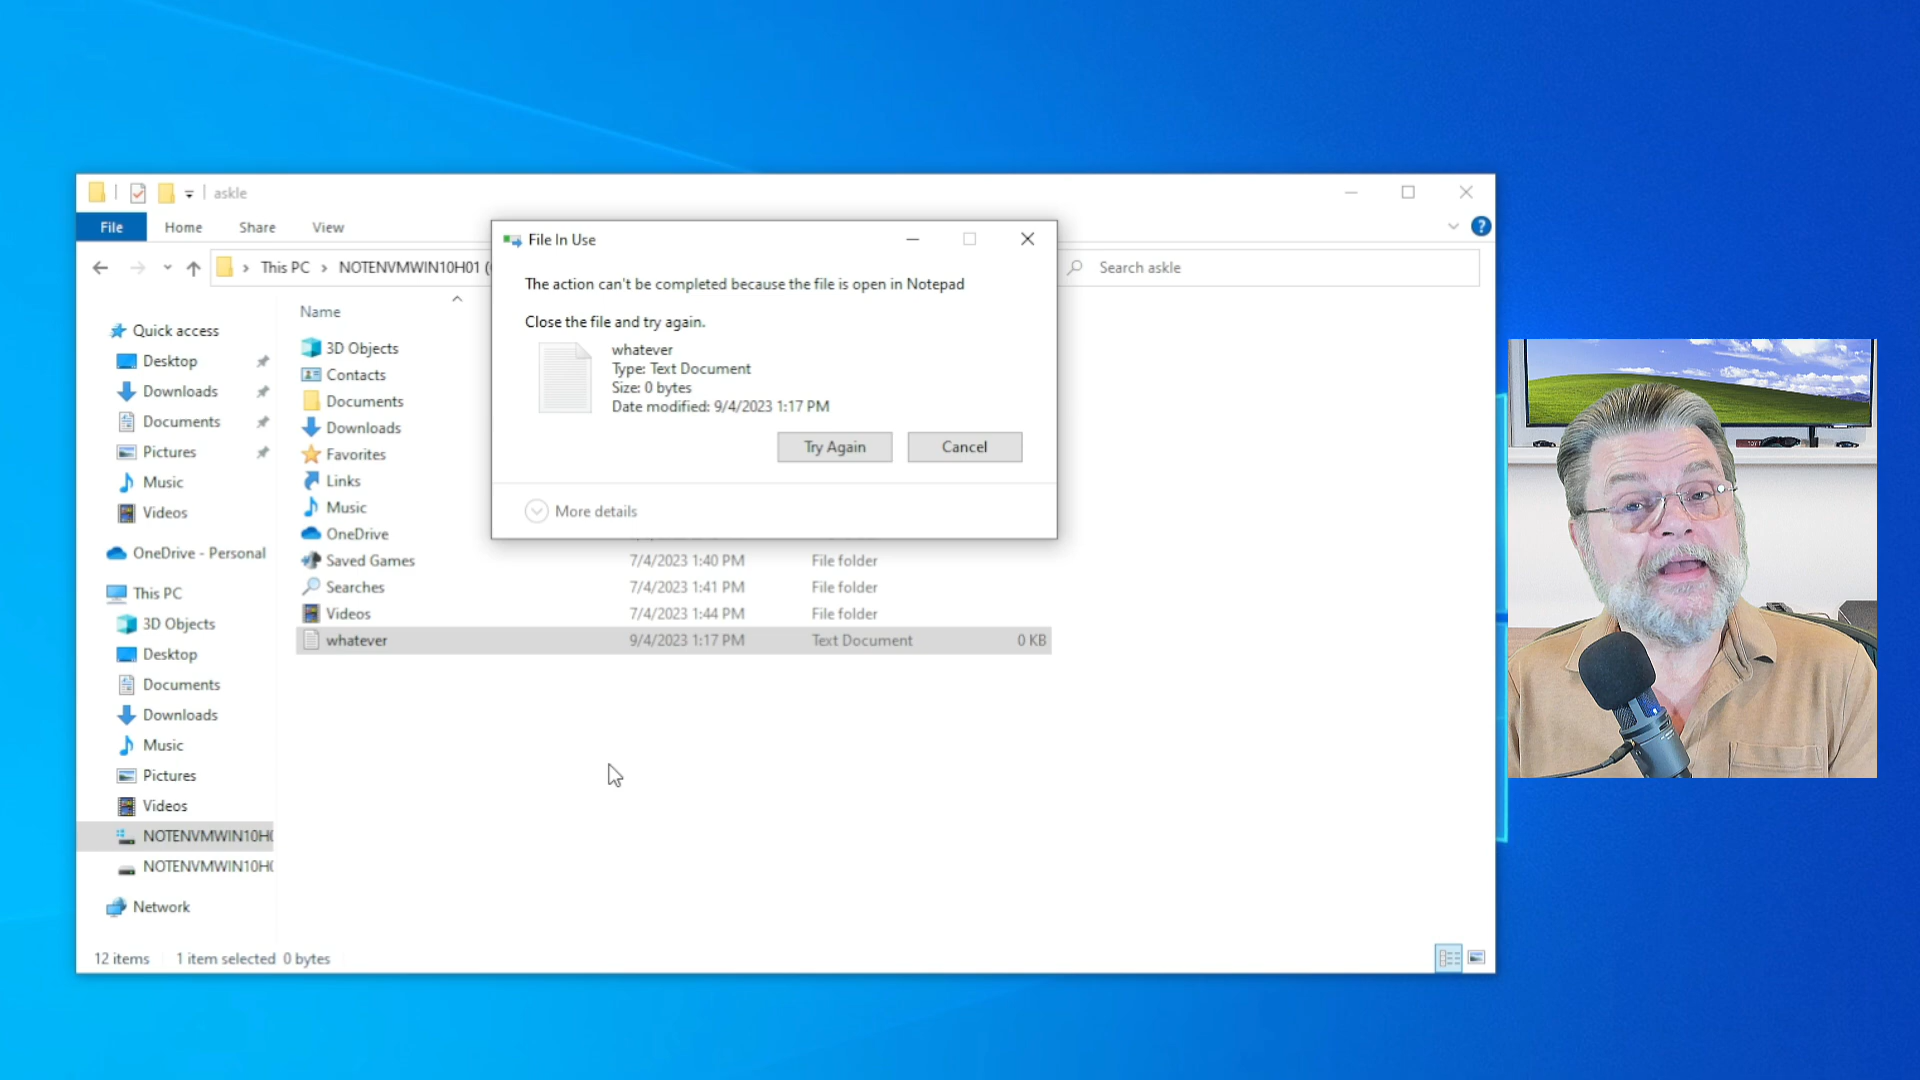 askle
File Home Share View
This PC > NOTENVMWIN10H01 (
Search askle
Quick access
Desktop
Downloads
Documents
Pictures
Music
Videos
OneDrive - Personal
This PC
3D Objects
Desktop
Documents
Downloads
Music
Pictures
Videos
NOTENVMWIN10H0
NOTENVMWIN10H0
Network
Name
3D Objects
Contacts
Documents
Downloads
Favorites
Links
Music
OneDrive
Saved Games 7/4/2023 1:40 PM File folder
Searches 7/4/2023 1:41 PM File folder
Videos 7/4/2023 1:44 PM File folder
whatever 9/4/2023 1:17 PM Text Document 0 KB
File In Use
The action can't be completed because the file is open in Notepad
Close the file and try again.
whatever
Type: Text Document
Size: 0 bytes
Date modified: 9/4/2023 1:17 PM
Try Again Cancel
More details
12 items 1 item selected 0 bytes